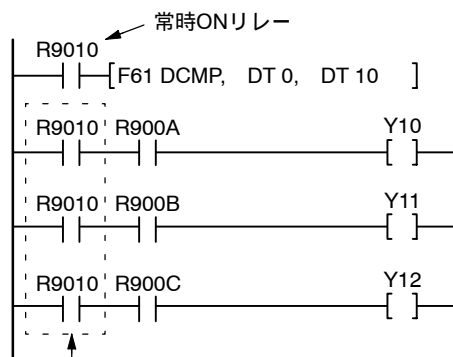 常時ONリレー
R9010
F61 DCMP, DT 0, DT 10
R9010 R900A Y10
R9010 R900B Y11
R9010 R900C Y12